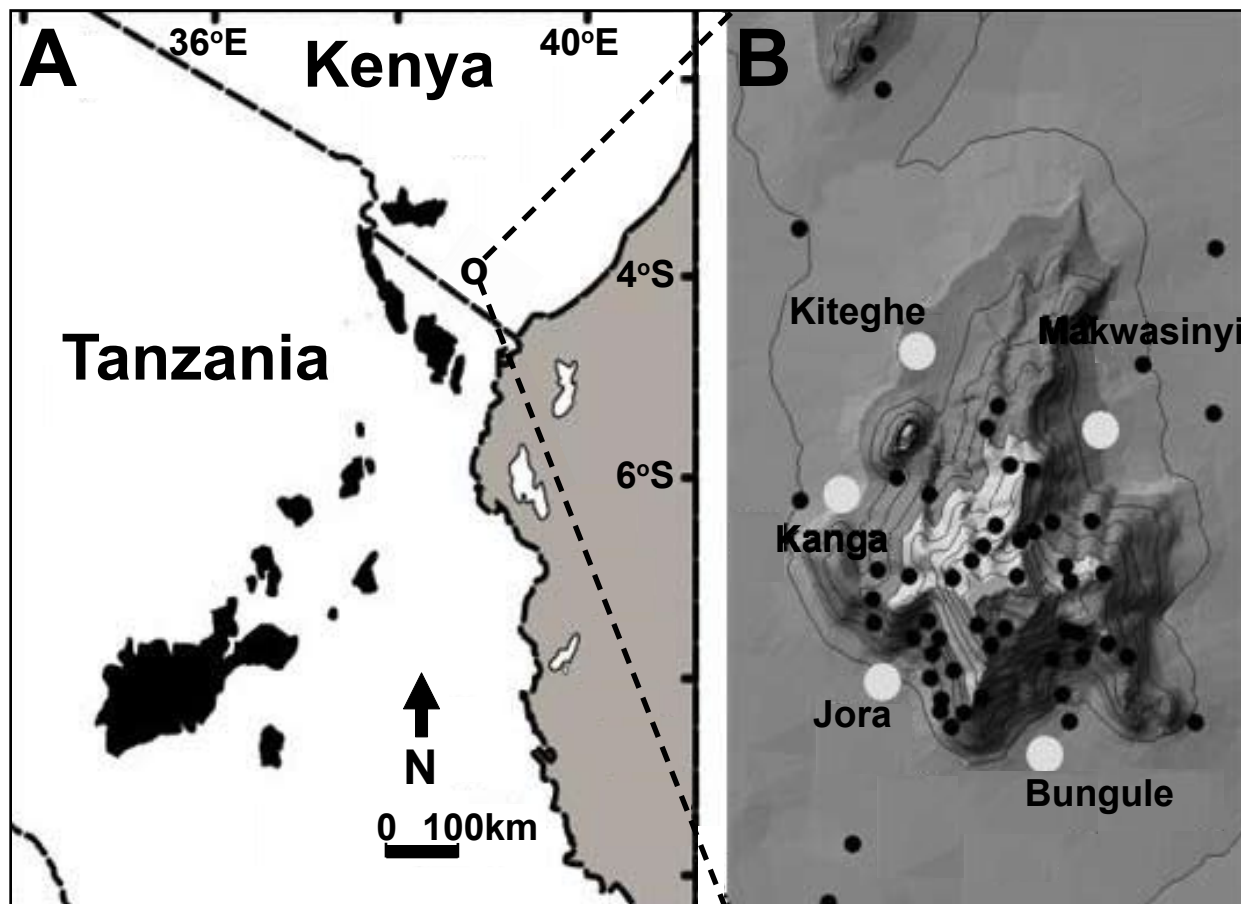 A
36°E
40°E
Kenya
4°S
Tanzania
6°S
N
0 100km
B
Kiteghe
Makwasinyi
Kanga
Jora
Bungule